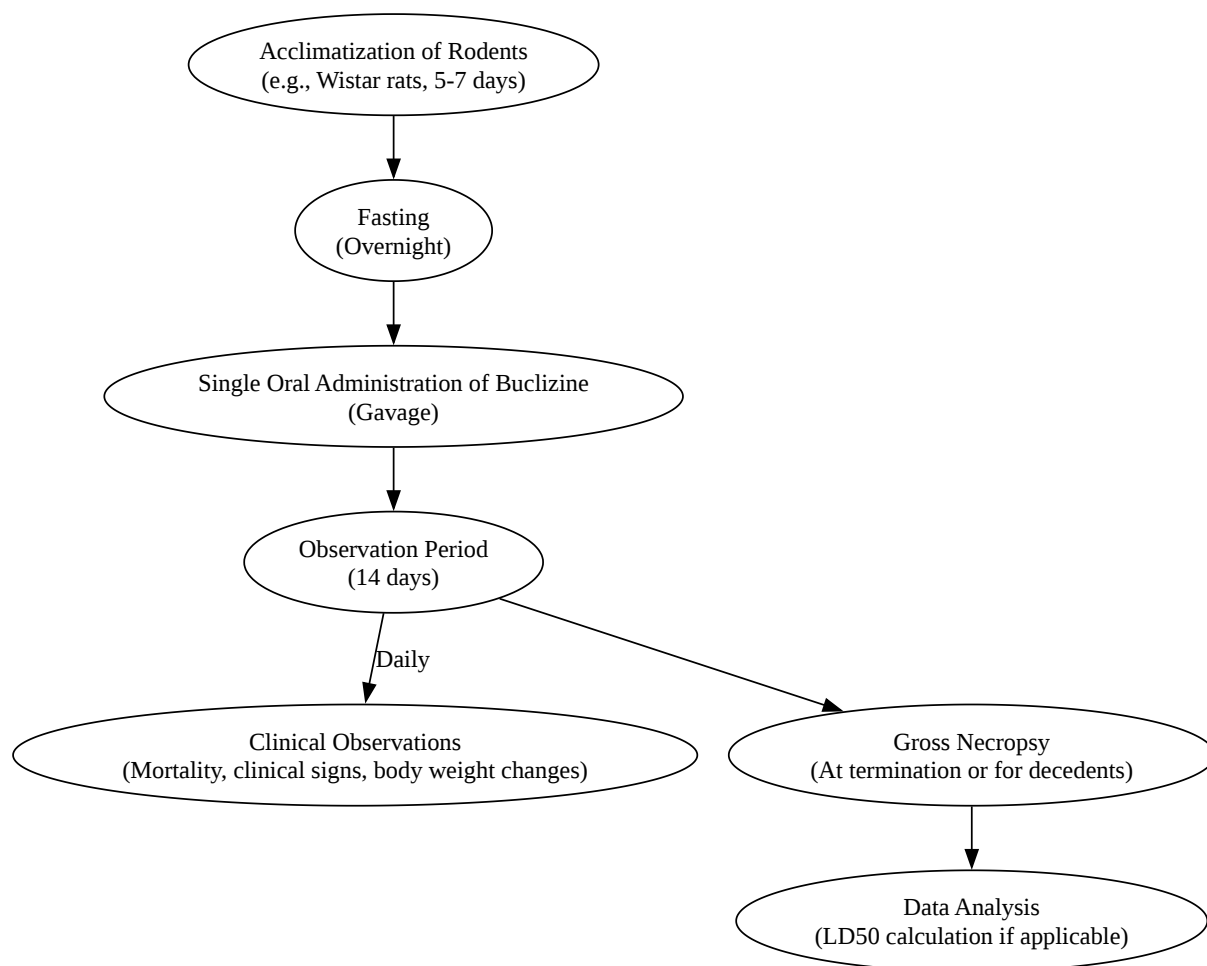 Acclimatization of Rodents
(e.g., Wistar rats, 5-7 days)
Fasting
(Overnight)
Single Oral Administration of Buclizine
(Gavage)
Observation Period
(14 days)
Daily
Clinical Observations
(Mortality, clinical signs, body weight changes)
Gross Necropsy
(At termination or for decedents)
Data Analysis
(LD50 calculation if applicable)